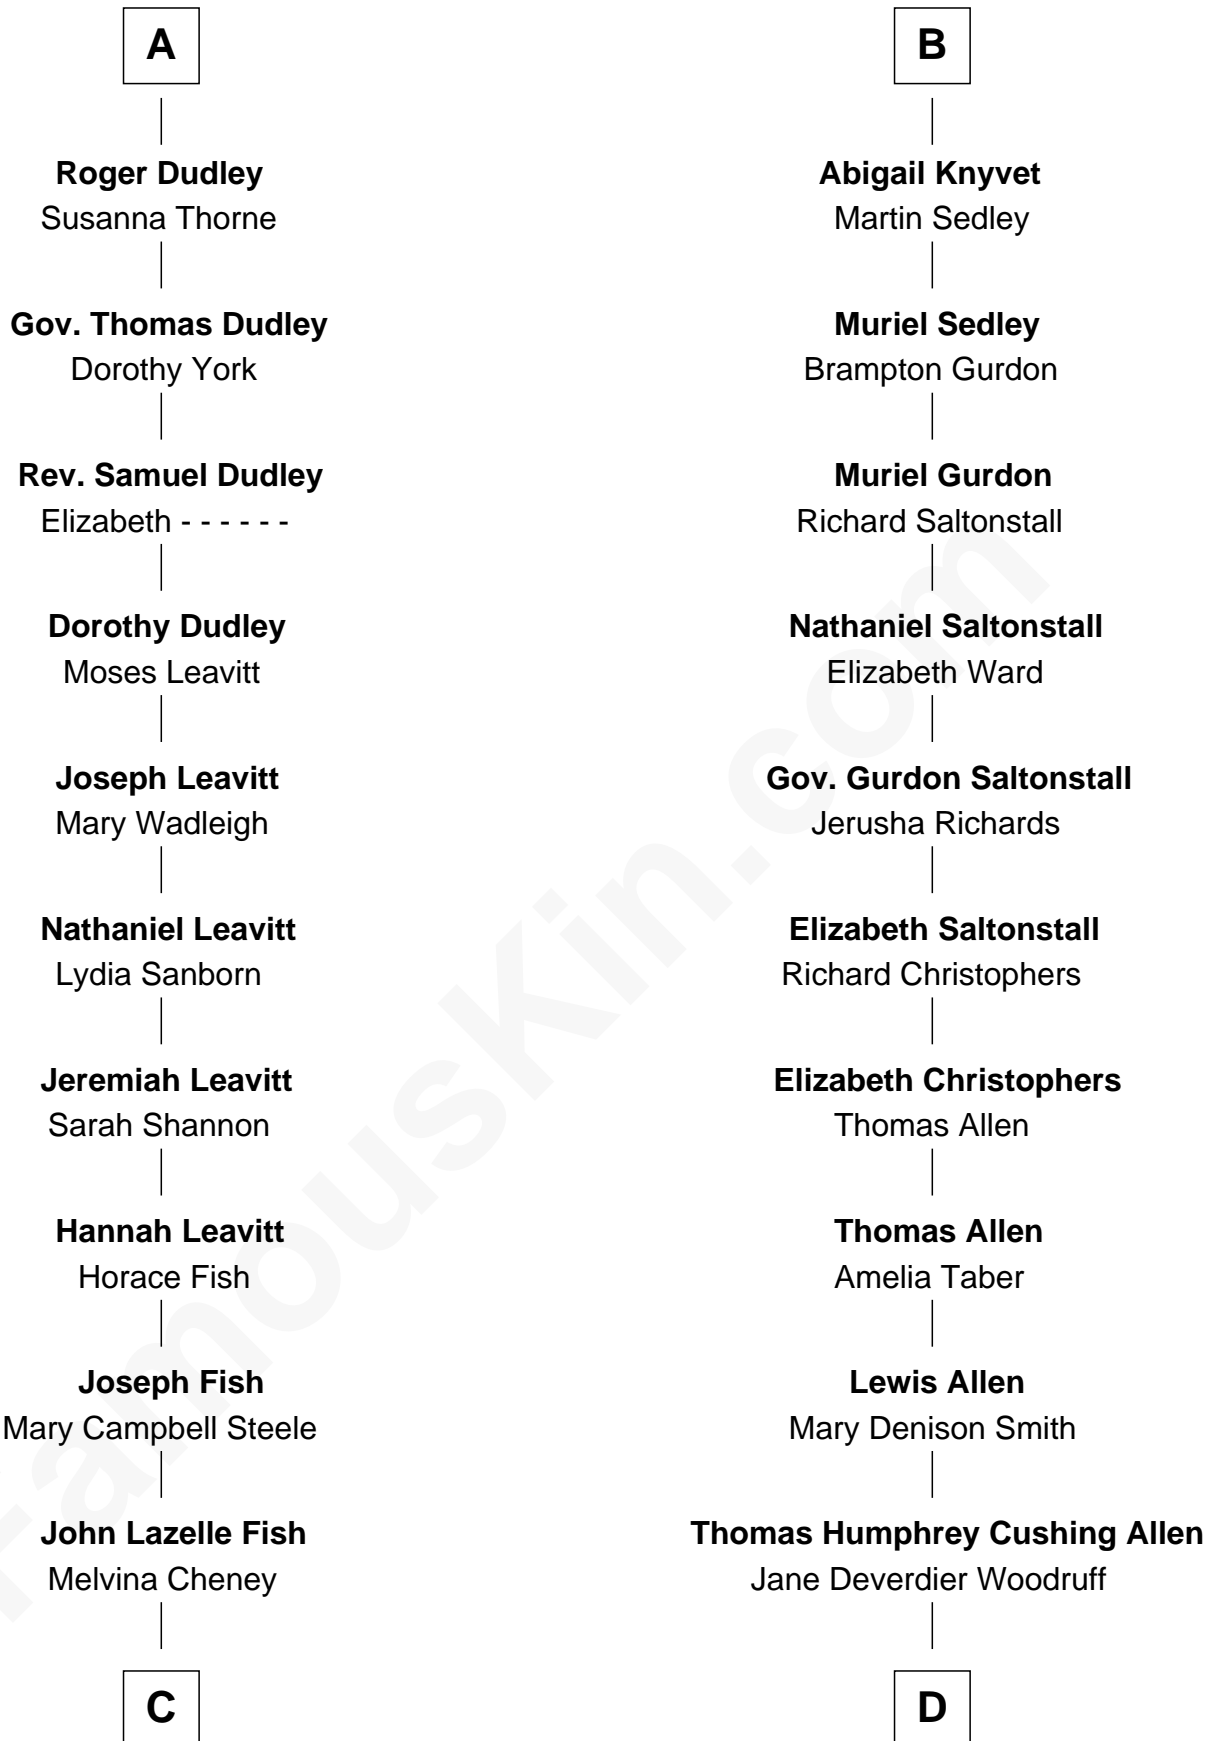 A
Roger Dudley
Susanna Thorne
Gov. Thomas Dudley
Dorothy York
Rev. Samuel Dudley
Elizabeth - - - - - -
Dorothy Dudley
Moses Leavitt
Joseph Leavitt
Mary Wadleigh
Nathaniel Leavitt
Lydia Sanborn
Jeremiah Leavitt
Sarah Shannon
Hannah Leavitt
Horace Fish
Joseph Fish
Mary Campbell Steele
John Lazelle Fish
Melvina Cheney
C
B
Abigail Knyvet
Martin Sedley
Muriel Sedley
Brampton Gurdon
Muriel Gurdon
Richard Saltonstall
Nathaniel Saltonstall
Elizabeth Ward
Gov. Gurdon Saltonstall
Jerusha Richards
Elizabeth Saltonstall
Richard Christophers
Elizabeth Christophers
Thomas Allen
Thomas Allen
Amelia Taber
Lewis Allen
Mary Denison Smith
Thomas Humphrey Cushing Allen
Jane Deverdier Woodruff
D
FamousKin.com